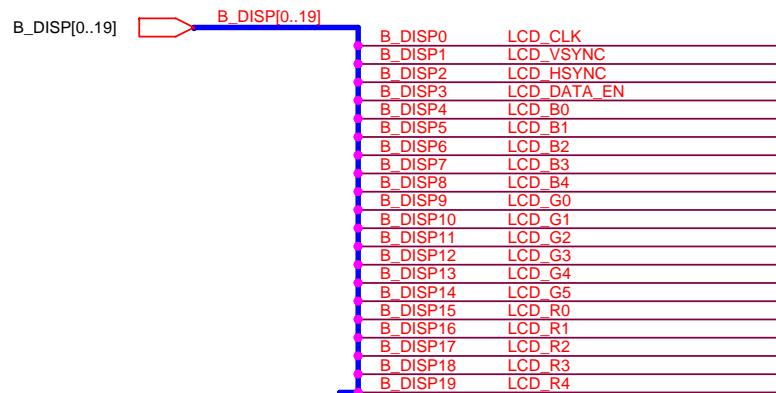 B_DISP[0..19] B_DISP[0..19]
B_DISP0 LCD_CLK
B_DISP1 LCD_VSYNC
B_DISP2 LCD_HSYNC
B_DISP3 LCD_DATA_EN
B_DISP4 LCD_B0
B_DISP5 LCD_B1
B_DISP6 LCD_B2
B_DISP7 LCD_B3
B_DISP8 LCD_B4
B_DISP9 LCD_G0
B_DISP10 LCD_G1
B_DISP11 LCD_G2
B_DISP12 LCD_G3
B_DISP13 LCD_G4
B_DISP14 LCD_G5
B_DISP15 LCD_R0
B_DISP16 LCD_R1
B_DISP17 LCD_R2
B_DISP18 LCD_R3
B_DISP19 LCD_R4